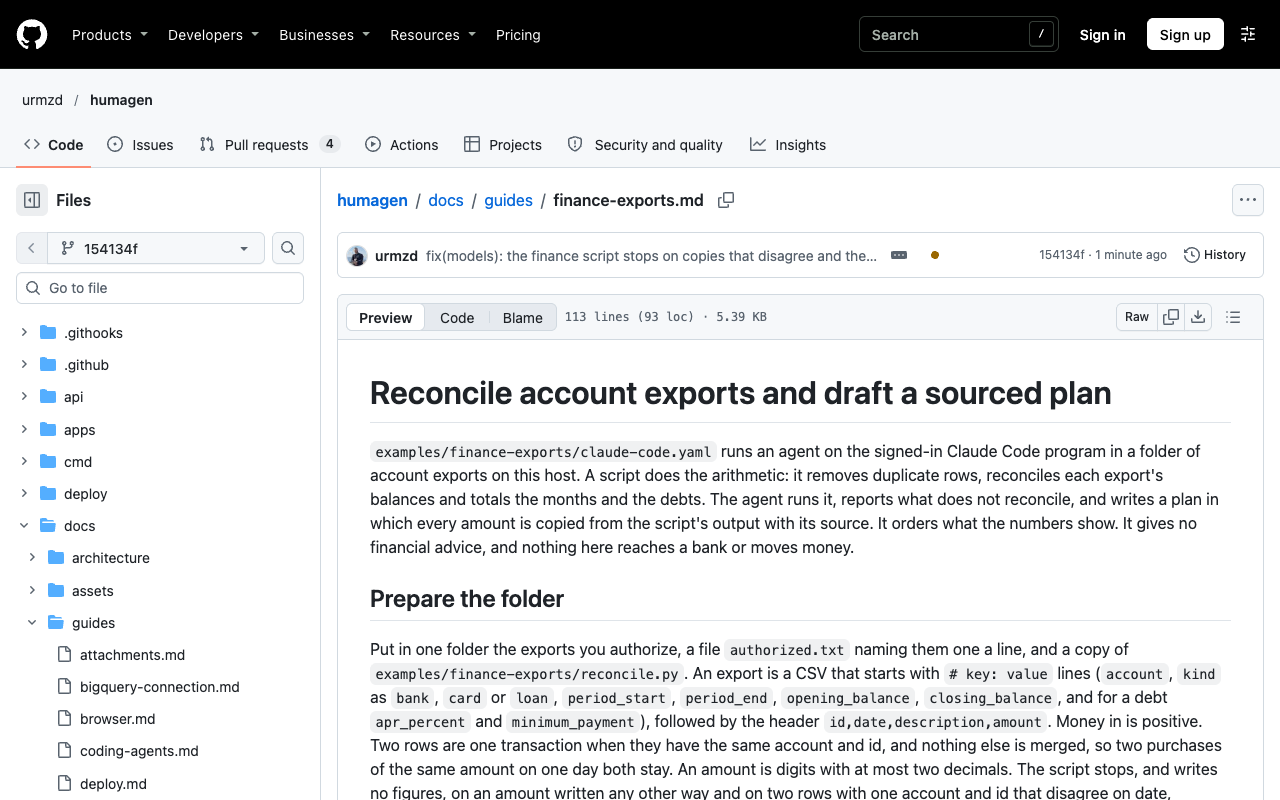 Products Developers Businesses Resources Pricing Search / Sign in Sign up
urmzd / humagen
Code Issues Pull requests 4 Actions Projects Security and quality Insights
Files
154134f
Go to file
.githooks
.github
api
apps
cmd
deploy
docs
architecture
assets
guides
attachments.md
bigquery-connection.md
browser.md
coding-agents.md
deploy.md
humagen / docs / guides / finance-exports.md
urmzd fix(models): the finance script stops on copies that disagree and the… 154134f · 1 minute ago History
Preview Code Blame 113 lines (93 loc) · 5.39 KB Raw
Reconcile account exports and draft a sourced plan
examples/finance-exports/claude-code.yaml runs an agent on the signed-in Claude Code program in a folder of
account exports on this host. A script does the arithmetic: it removes duplicate rows, reconciles each export's
balances and totals the months and the debts. The agent runs it, reports what does not reconcile, and writes a plan in
which every amount is copied from the script's output with its source. It orders what the numbers show. It gives no
financial advice, and nothing here reaches a bank or moves money.
Prepare the folder
Put in one folder the exports you authorize, a file authorized.txt naming them one a line, and a copy of
examples/finance-exports/reconcile.py. An export is a CSV that starts with # key: value lines ( account, kind
as bank, card or loan, period_start, period_end, opening_balance, closing_balance, and for a debt
apr_percent and minimum_payment), followed by the header id,date,description,amount. Money in is positive.
Two rows are one transaction when they have the same account and id, and nothing else is merged, so two purchases
of the same amount on one day both stay. An amount is digits with at most two decimals. The script stops, and writes
no figures, on an amount written any other way and on two rows with one account and id that disagree on date,